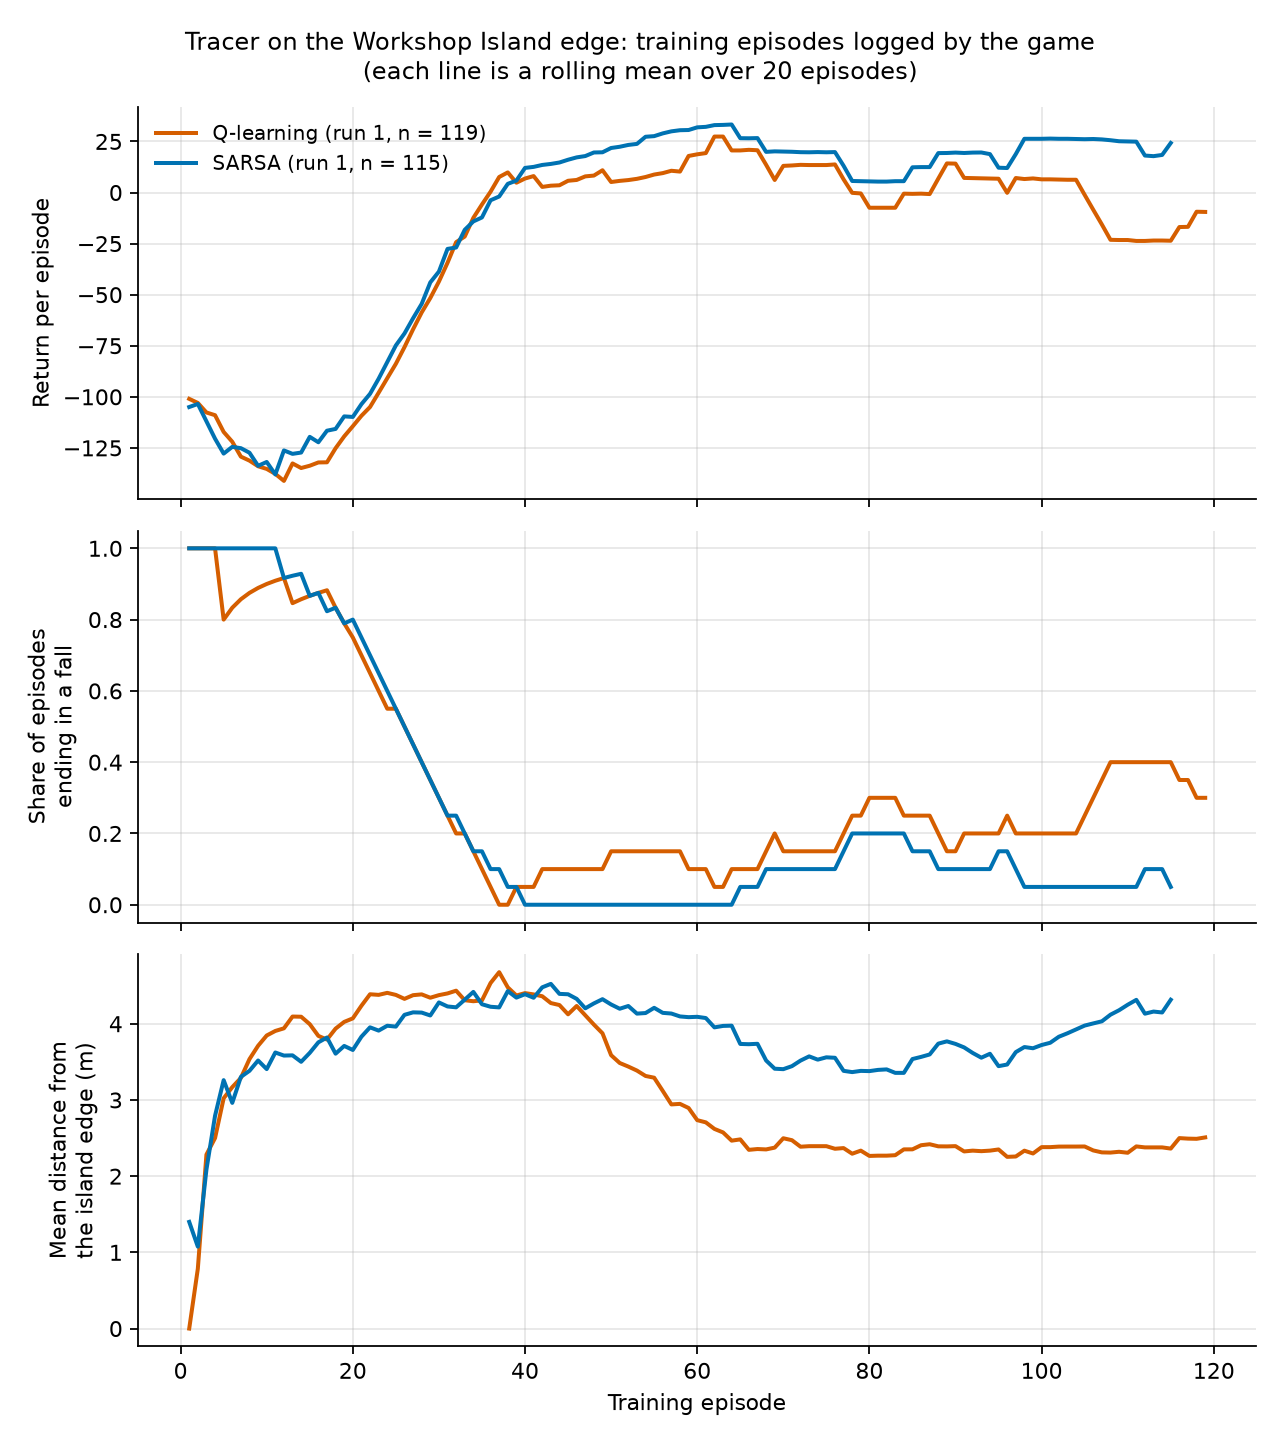 Tracer on the Workshop Island edge: training episodes logged by the game
(each line is a rolling mean over 20 episodes)
Q-learning (run 1, n = 119)
SARSA (run 1, n = 115)
Return per episode
25
0
−25
−50
−75
−100
−125
Share of episodes
ending in a fall
1.0
0.8
0.6
0.4
0.2
0.0
Mean distance from
the island edge (m)
4
3
2
1
0
0 20 40 60 80 100 120
Training episode